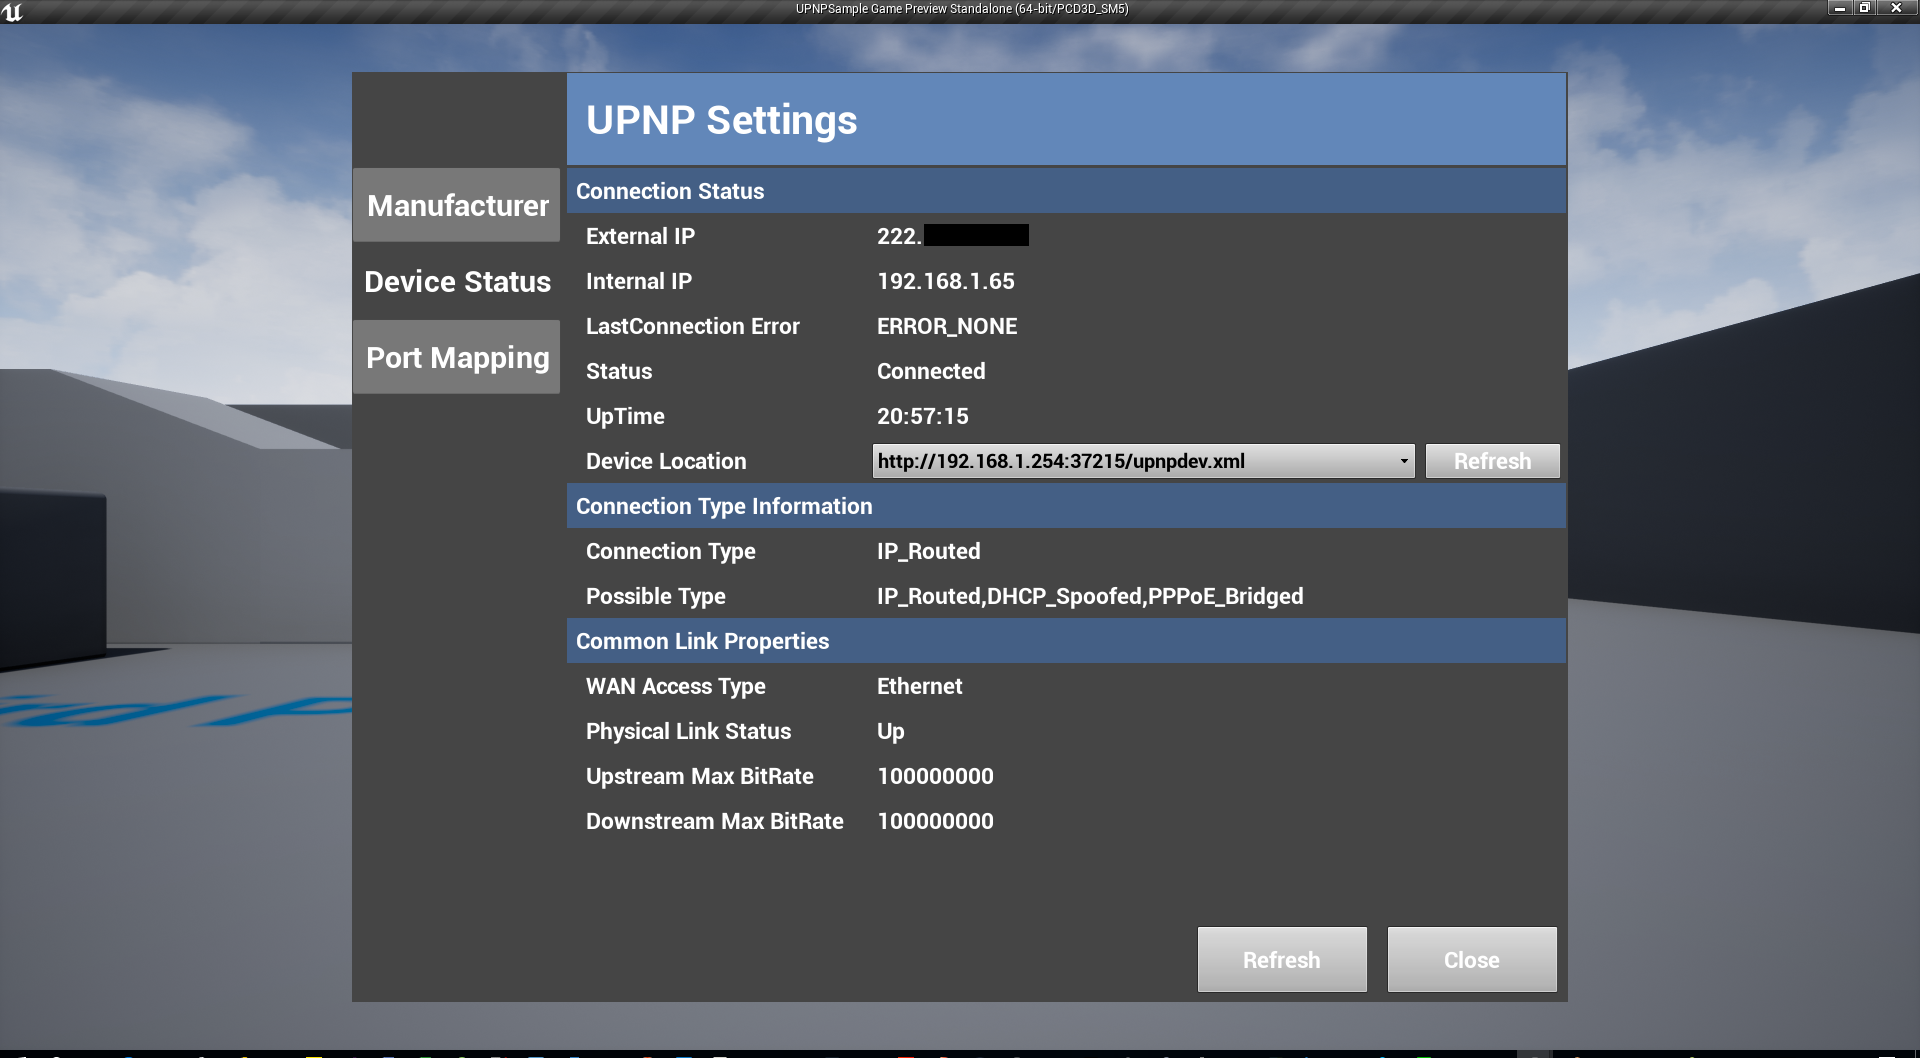 UPNPSample Game Preview Standalone (64-bit/PCD3D_SM5)
UPNP Settings
Manufacturer
Device Status
Port Mapping
Connection Status
External IP 222.
Internal IP 192.168.1.65
LastConnection Error ERROR_NONE
Status Connected
UpTime 20:57:15
Device Location http://192.168.1.254:37215/upnpdev.xml Refresh
Connection Type Information
Connection Type IP_Routed
Possible Type IP_Routed,DHCP_Spoofed,PPPoE_Bridged
Common Link Properties
WAN Access Type Ethernet
Physical Link Status Up
Upstream Max BitRate 100000000
Downstream Max BitRate 100000000
Refresh Close